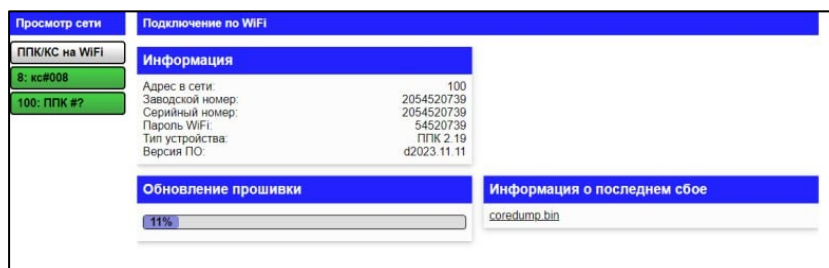 Просмотр сети
ППК/КС на WiFi
8: кс#008
100: ППК #?
Подключение по WiFi
Информация
Адрес в сети: 100
Заводской номер: 2054520739
Серийный номер: 2054520739
Пароль WiFi: 54520739
Тип устройства: ППК 2.19
Версия ПО: d2023.11.11
Обновление прошивки
11%
Информация о последнем сбое
coredump.bin